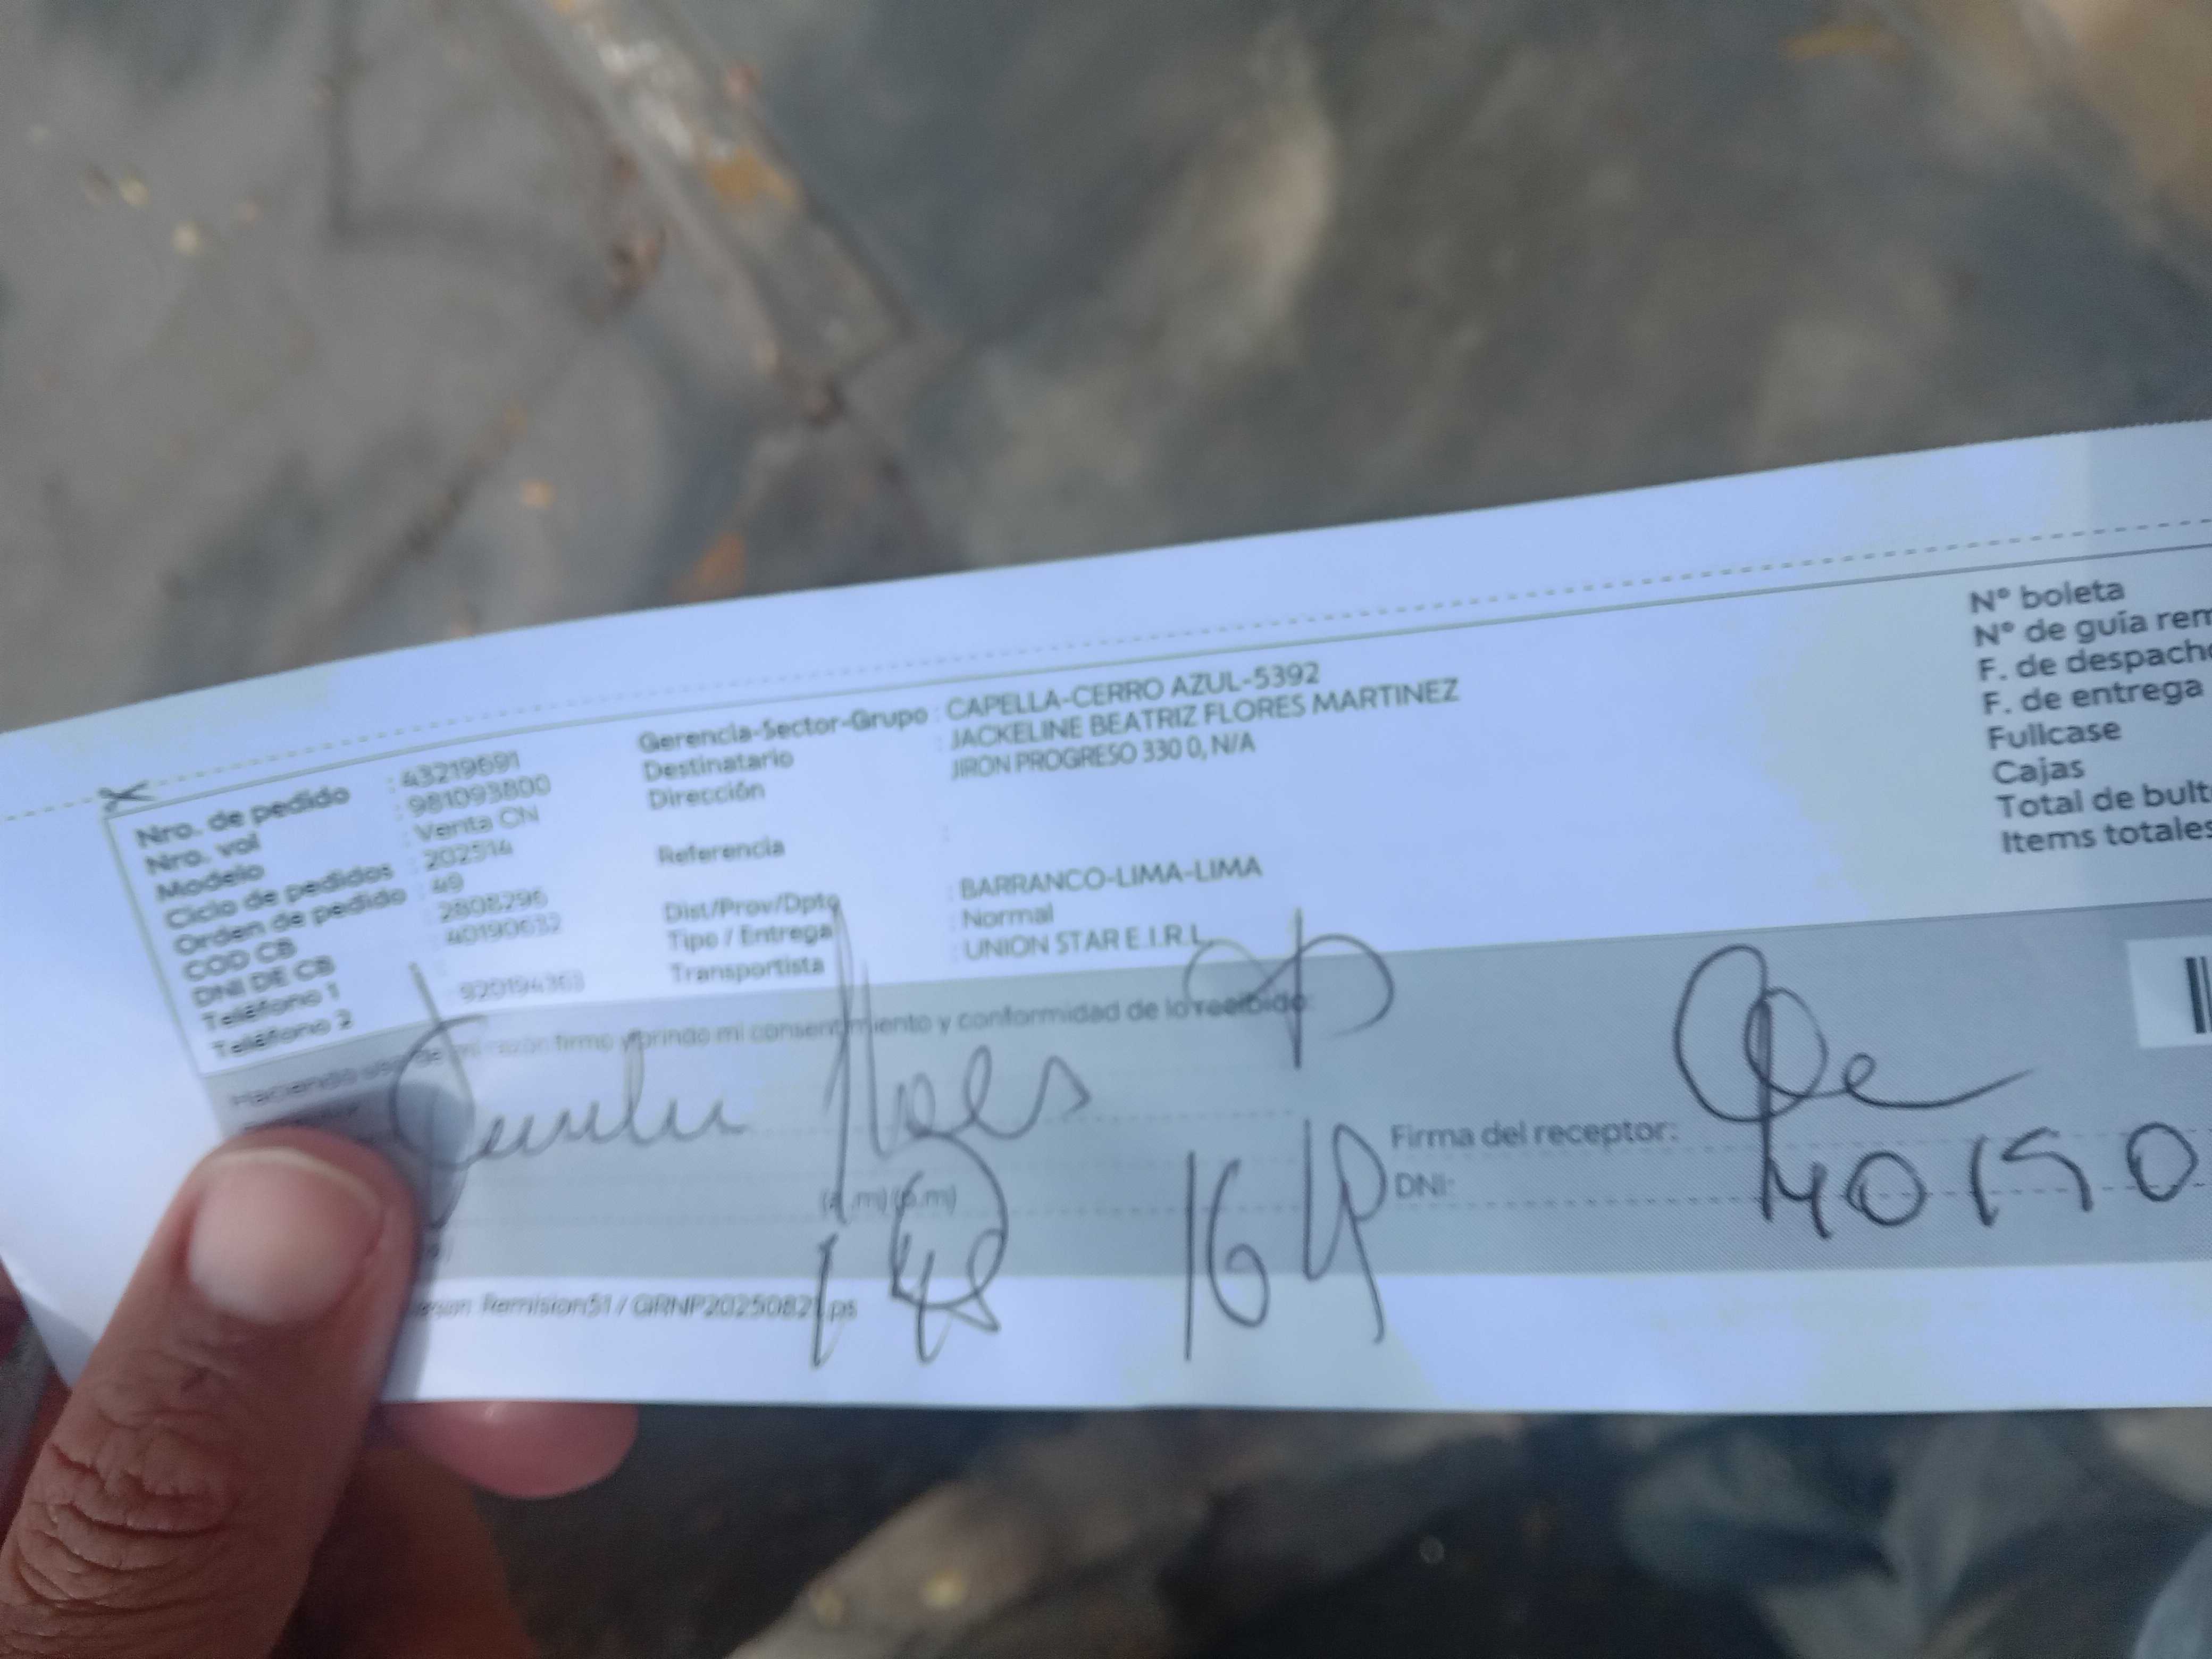 Nro. de pedido : 43219691
Nro. vol : 981093800
Modelo : Venta CN
Ciclo de pedidos : 202514
Orden de pedido : 49
COD CB : 2808296
DNI DE CB : 40190632
Teléfono 1
Teléfono 2 : 920194363
Gerencia-Sector-Grupo : CAPELLA-CERRO AZUL-5392
Destinatario : JACKELINE BEATRIZ FLORES MARTINEZ
Dirección : JIRON PROGRESO 330 0, N/A
Referencia :
Dist/Prov/Dpto : BARRANCO-LIMA-LIMA
Tipo / Entrega : Normal
Transportista : UNION STAR E.I.R.L.
N° boleta
N° de guía rem
F. de despach
F. de entrega
Fullcase
Cajas
Total de bult
Items totales
Haciendo uso de mi razón firmo y brindo mi consentimiento y conformidad de lo recibido:
Firma del receptor:
(a.m) (p.m)
DNI: 40190
Remision51 / GRNP20250821.ps